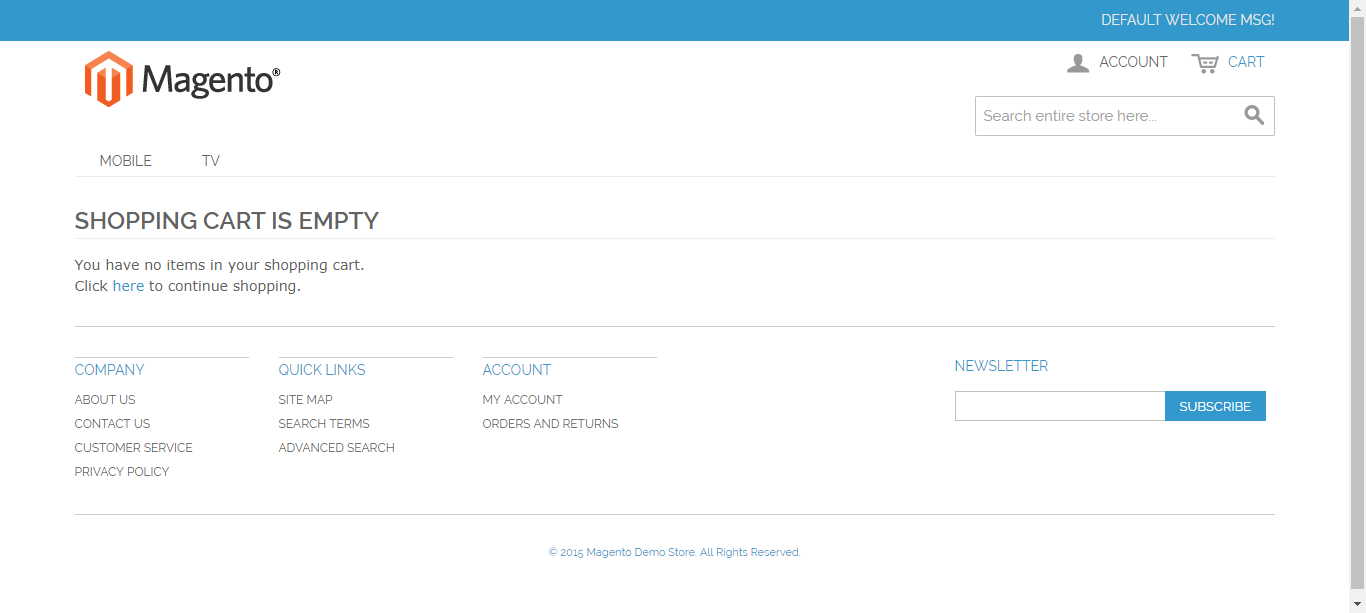 DEFAULT WELCOME MSG!
Magento®
ACCOUNT
CART
Search entire store here...
MOBILE
TV
SHOPPING CART IS EMPTY
You have no items in your shopping cart.
Click here to continue shopping.
COMPANY
ABOUT US
CONTACT US
CUSTOMER SERVICE
PRIVACY POLICY
QUICK LINKS
SITE MAP
SEARCH TERMS
ADVANCED SEARCH
ACCOUNT
MY ACCOUNT
ORDERS AND RETURNS
NEWSLETTER
SUBSCRIBE
© 2015 Magento Demo Store. All Rights Reserved.